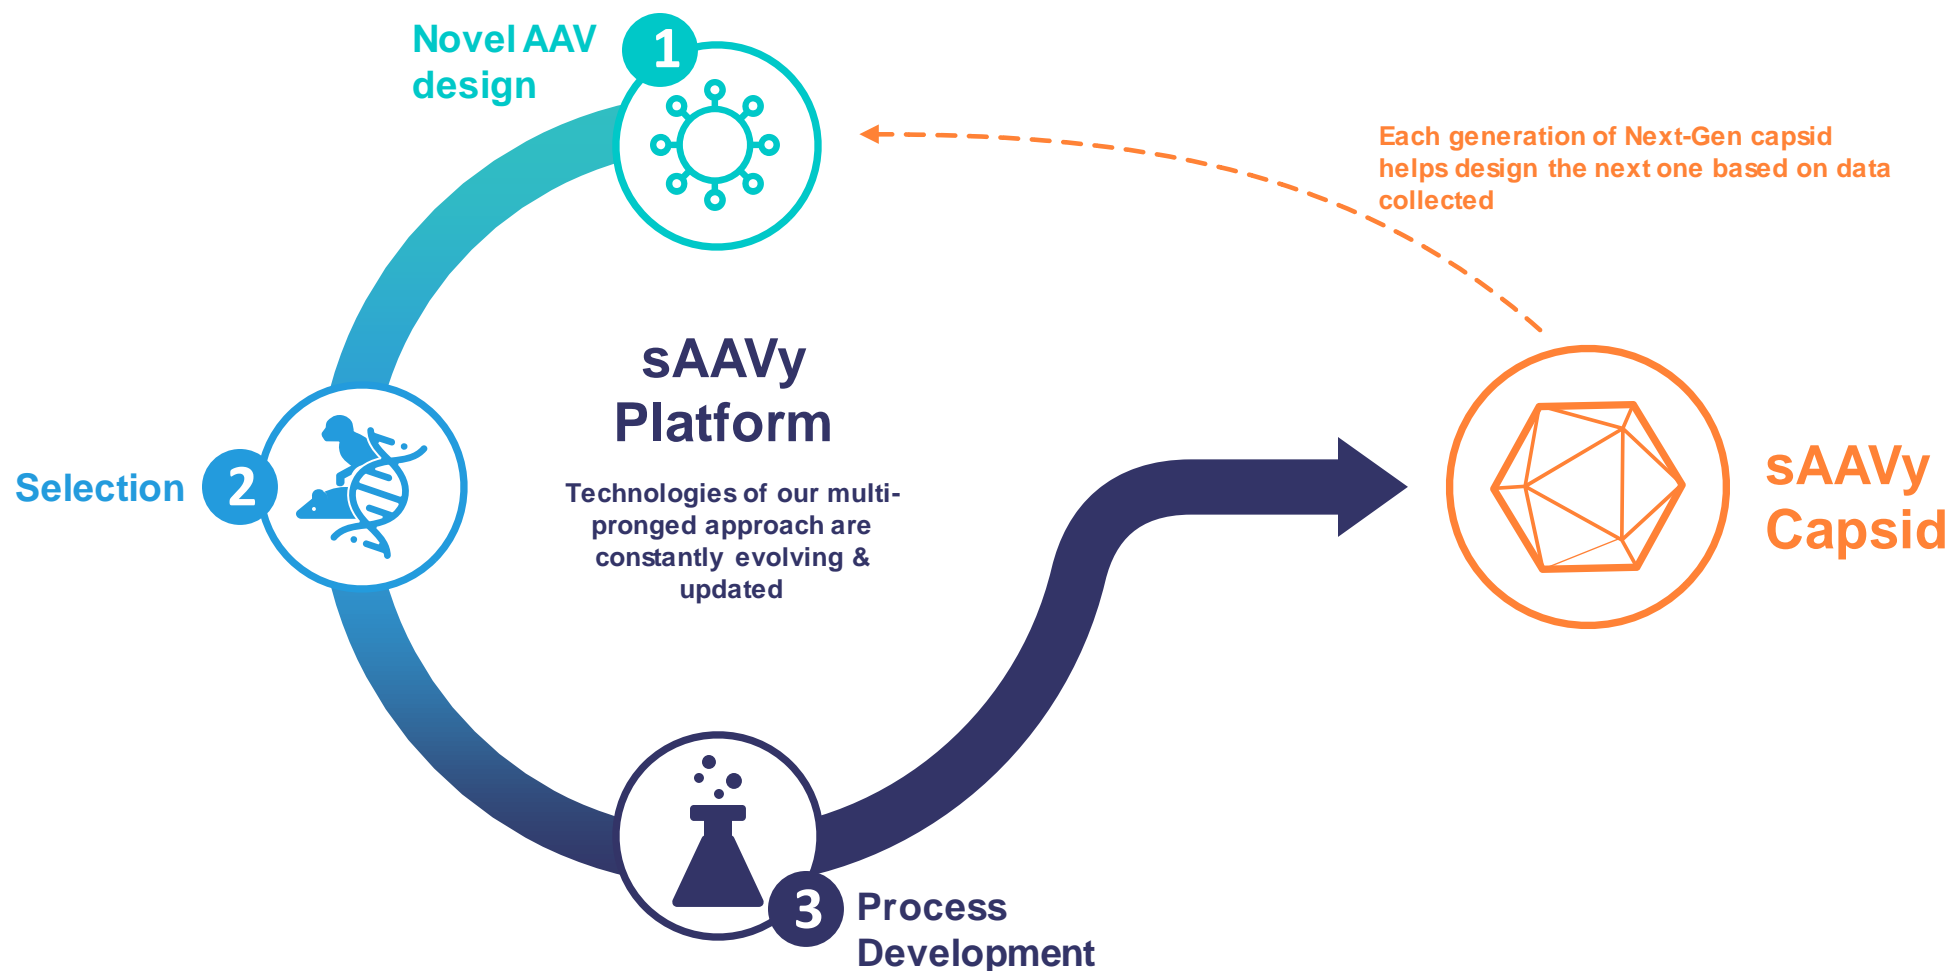 Novel AAV
design
1
Each generation of Next-Gen capsid
helps design the next one based on data
collected
sAAVy
Platform
Technologies of our multi-
pronged approach are
constantly evolving &
updated
Selection
2
sAAVy
Capsid
3
Process
Development